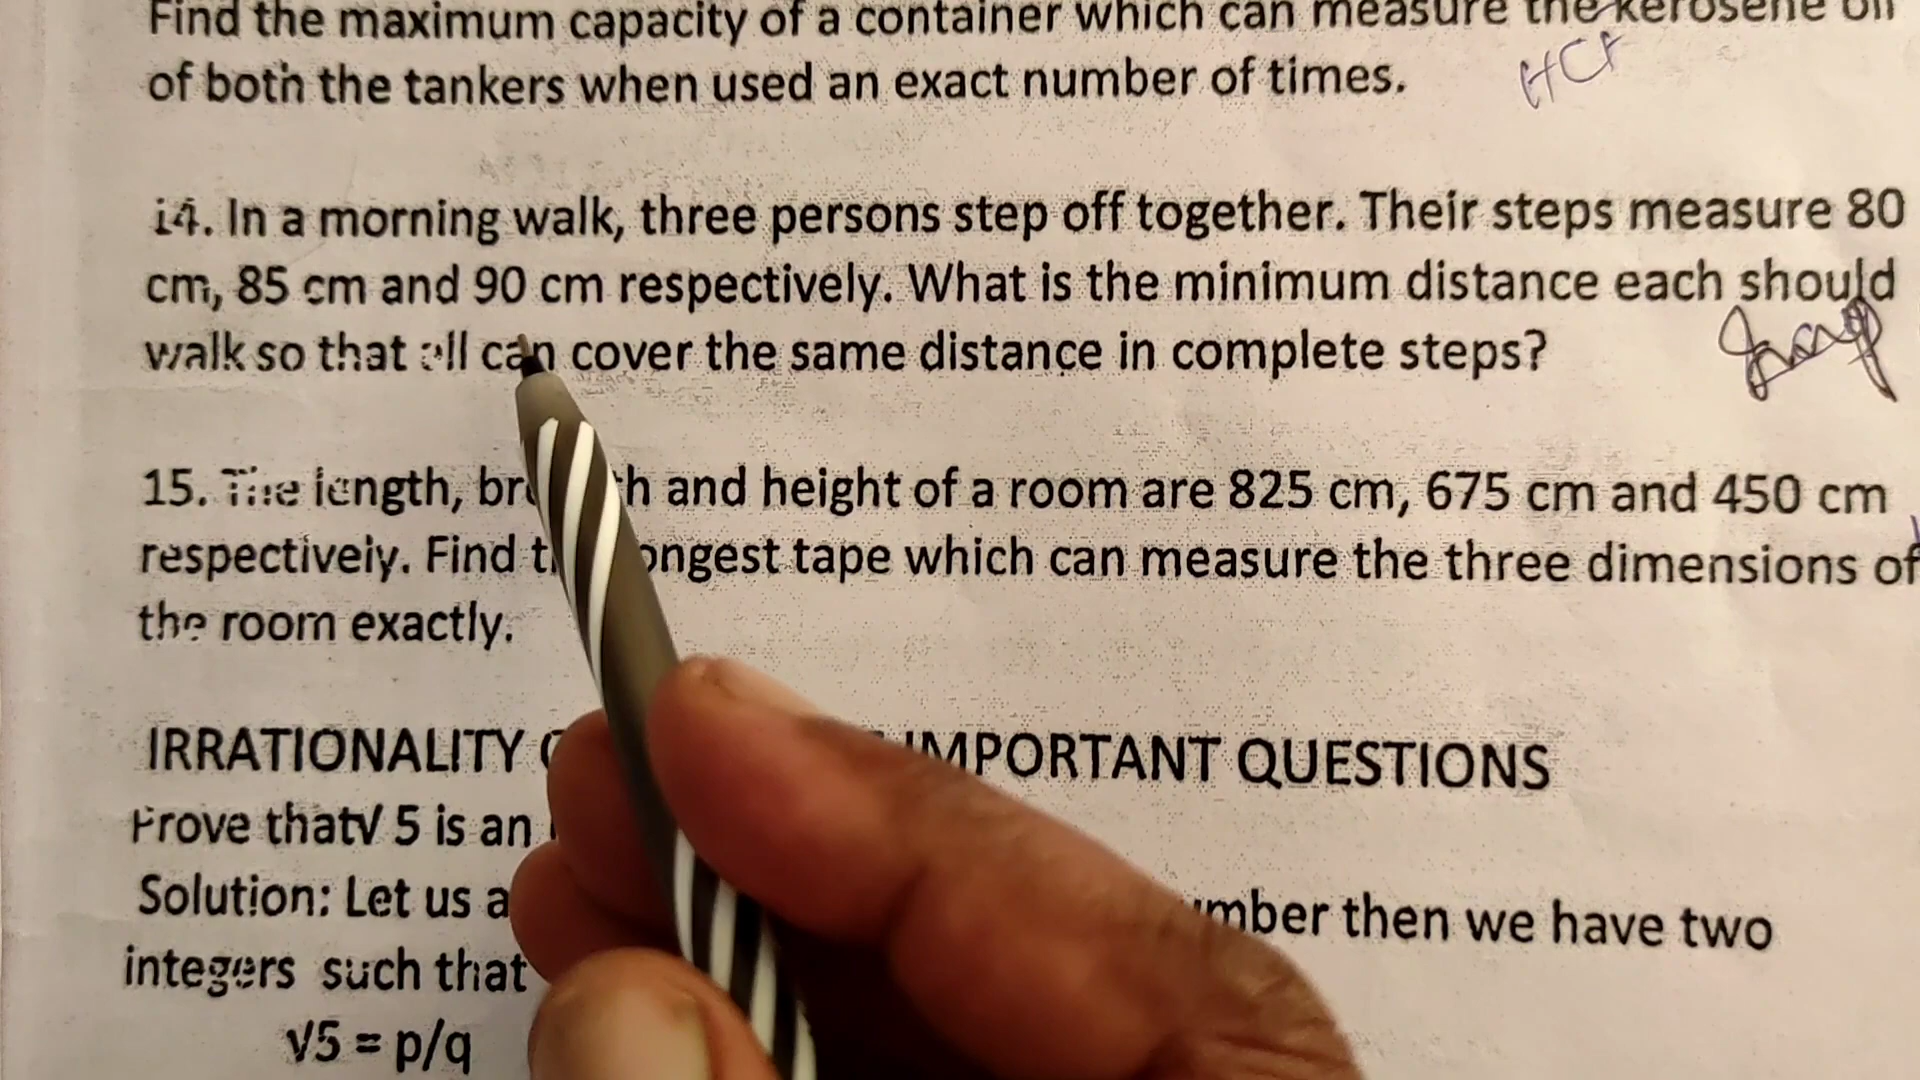 Find the maximum capacity of a container which can measure the kerosene oil
of both the tankers when used an exact number of times.
HCF
14. In a morning walk, three persons step off together. Their steps measure 80
cm, 85 cm and 90 cm respectively. What is the minimum distance each should
walk so that all can cover the same distance in complete steps?
15. The length, br th and height of a room are 825 cm, 675 cm and 450 cm
respectively. Find t ongest tape which can measure the three dimensions of
the room exactly.
IRRATIONALITY IMPORTANT QUESTIONS
Prove that√ 5 is an
Solution: Let us a mber then we have two
integers such that
√5 = p/q